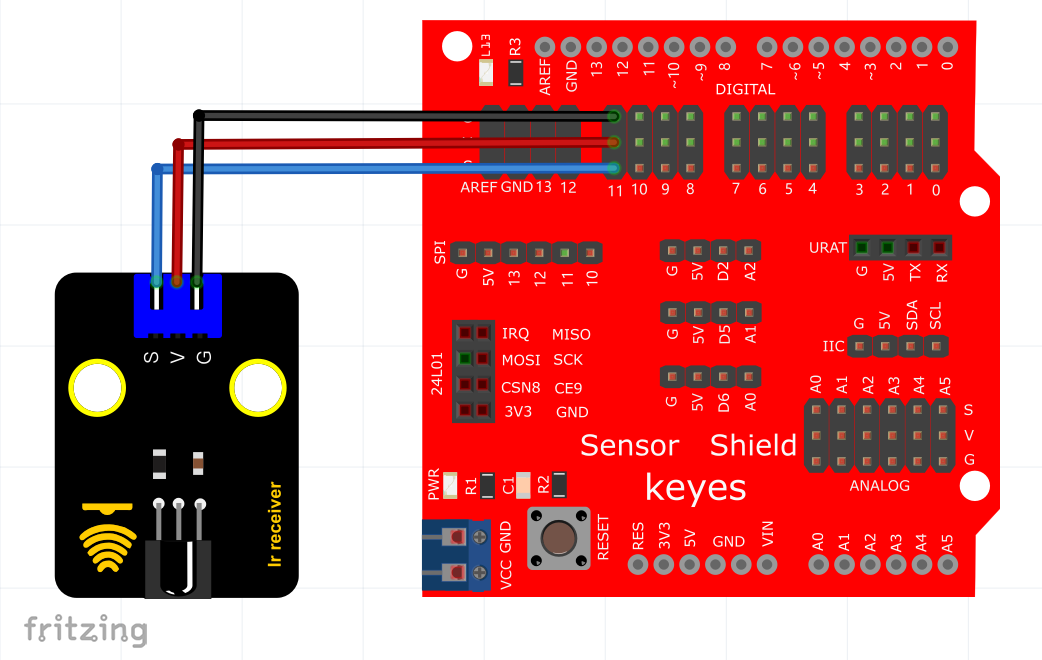 L13 R3
AREF GND 13 12 11 ~10 ~9 8 7 ~6 ~5 4 ~3 2 1 0
DIGITAL
AREF GND 13 12 11 10 9 8 7 6 5 4 3 2 1 0
SPI
G 5V 13 12 11 10
G 5V D2 A2
URAT
G 5V TX RX
G 5V D5 A1
G 5V SDA SCL
IIC
24L01
IRQ MISO
MOSI SCK
CSN8 CE9
3V3 GND
G 5V D6 A0
A0 A1 A2 A3 A4 A5
S
V
G
ANALOG
Sensor Shield
keyes
PWR R1 C1 R2
VCC GND
RESET
RES 3V3 5V GND VIN
A0 A1 A2 A3 A4 A5
S V G
Ir receiver
fritzing